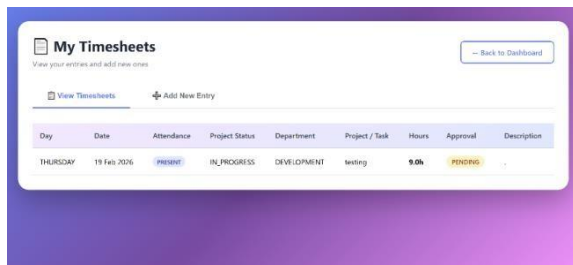 My Timesheets
View your entries and add new ones
← Back to Dashboard
View Timesheets
Add New Entry
Day Date Attendance Project Status Department Project / Task Hours Approval Description
THURSDAY 19 Feb 2026 PRESENT IN_PROGRESS DEVELOPMENT testing 9.0h PENDING .